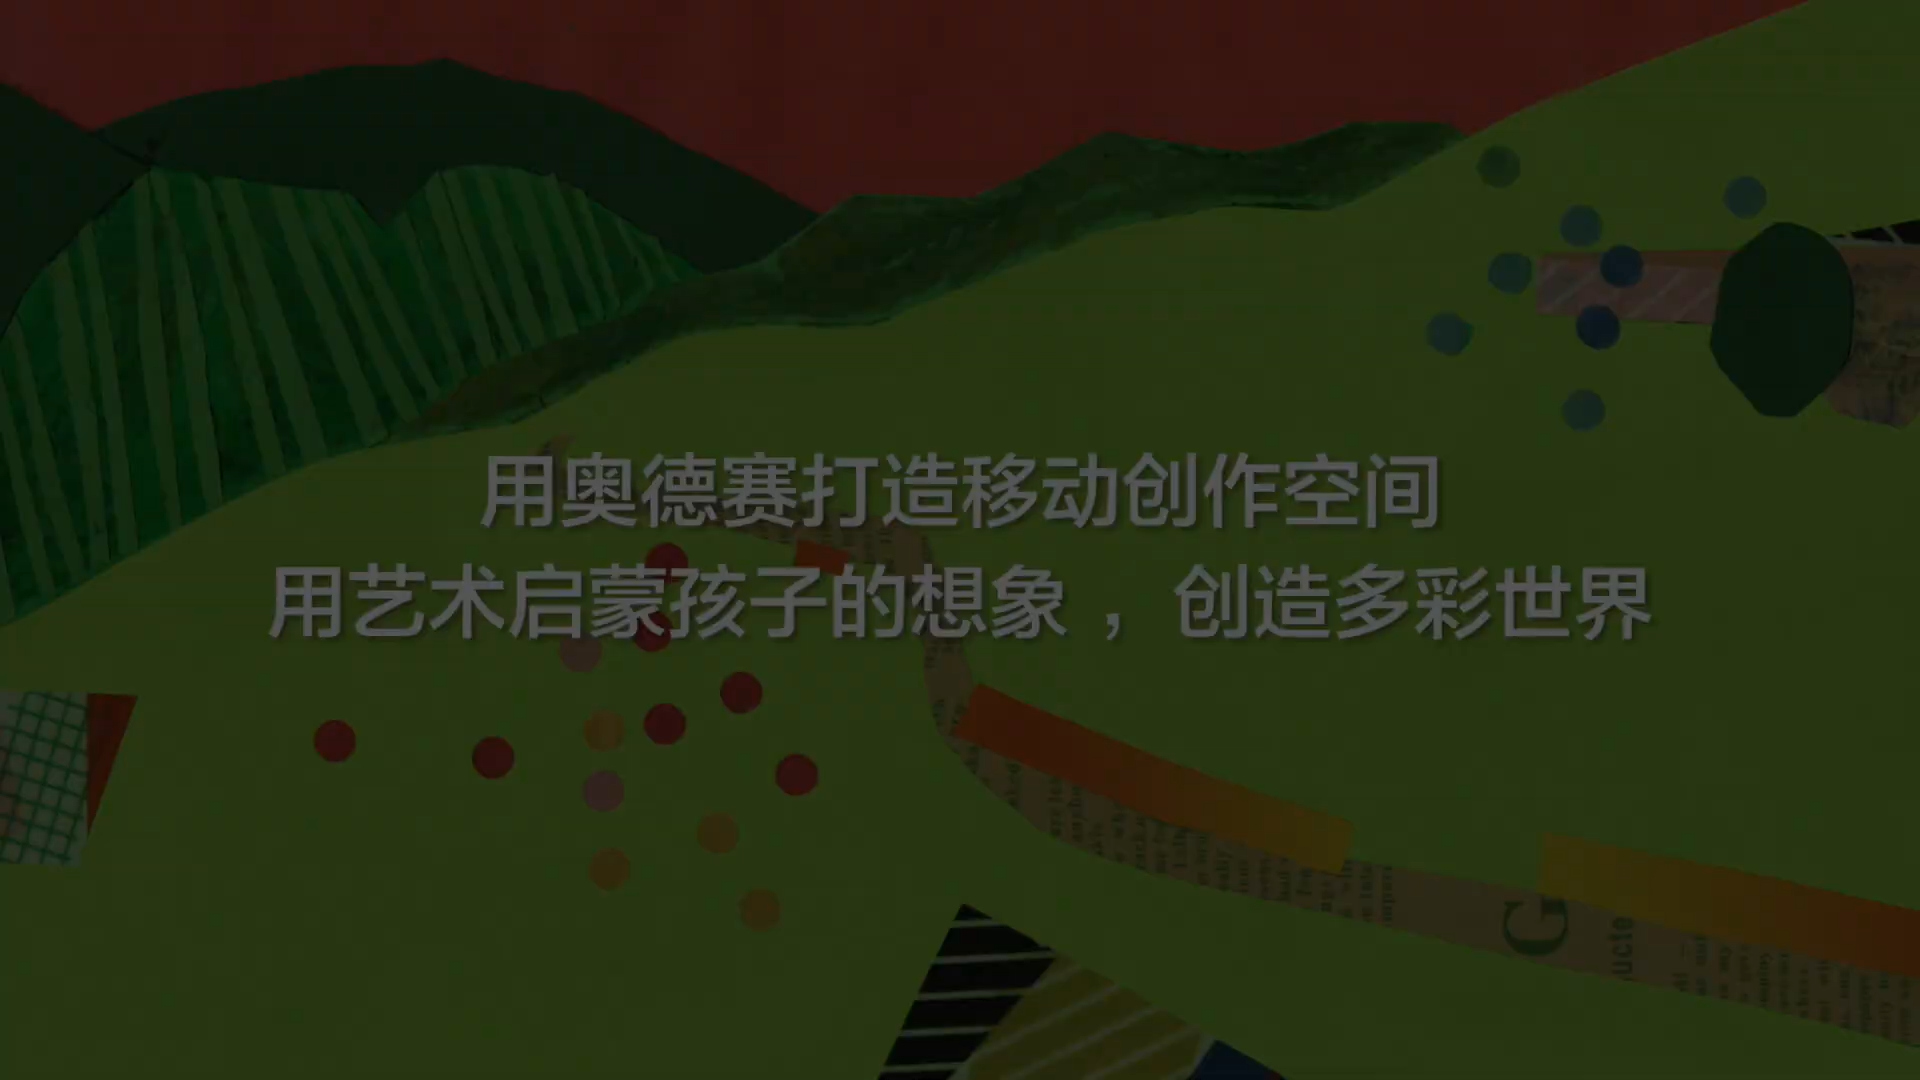 用奥德赛打造移动创作空间
用艺术启蒙孩子的想象，创造多彩世界
G
ucto